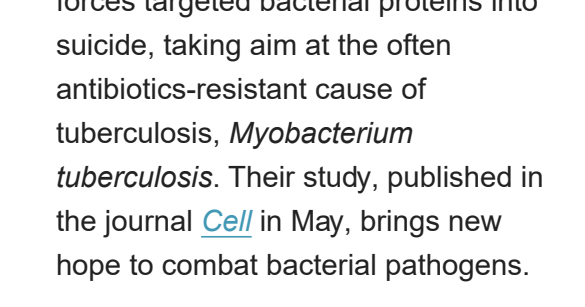 forces targeted bacterial proteins into
suicide, taking aim at the often
antibiotics-resistant cause of
tuberculosis, Myobacterium
tuberculosis. Their study, published in
the journal Cell in May, brings new
hope to combat bacterial pathogens.